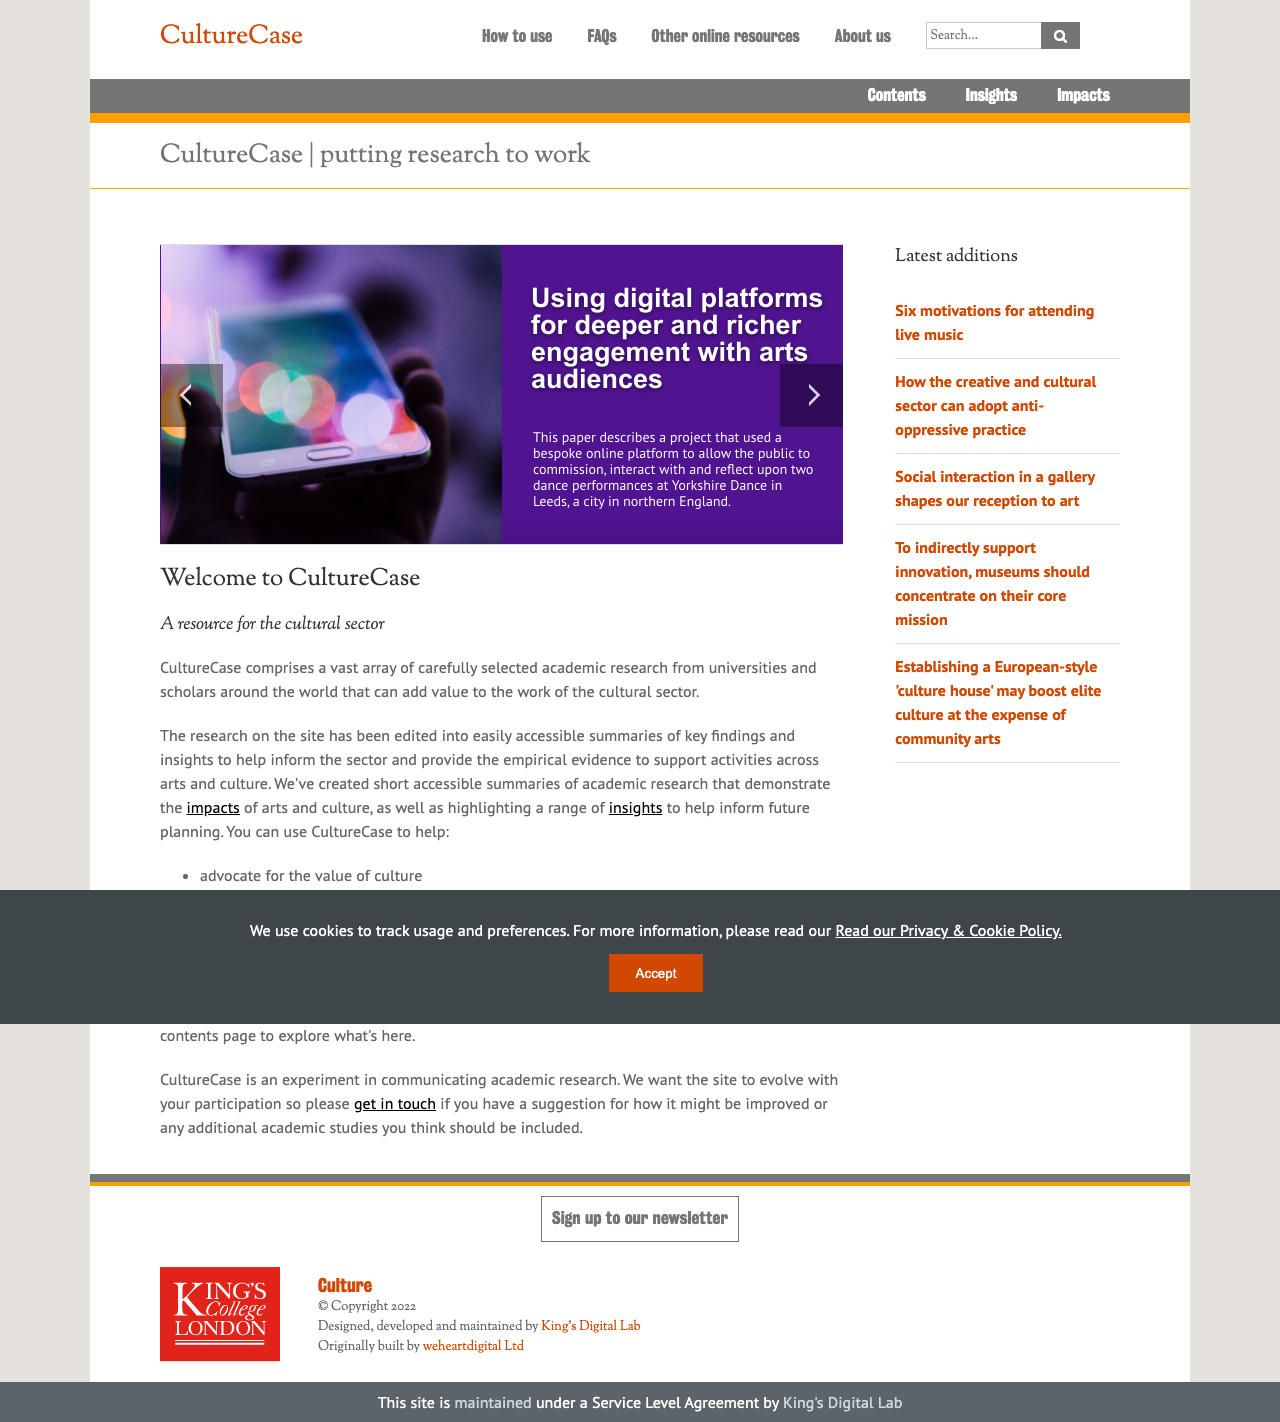 CultureCase
How to use
FAQs
Other online resources
About us
Search...
Contents
Insights
Impacts
CultureCase | putting research to work
Using digital platforms
for deeper and richer
engagement with arts
audiences
This paper describes a project that used a
bespoke online platform to allow the public to
commission, interact with and reflect upon two
dance performances at Yorkshire Dance in
Leeds, a city in northern England.
Welcome to CultureCase
A resource for the cultural sector
CultureCase comprises a vast array of carefully selected academic research from universities and
scholars around the world that can add value to the work of the cultural sector.
The research on the site has been edited into easily accessible summaries of key findings and
insights to help inform the sector and provide the empirical evidence to support activities across
arts and culture. We've created short accessible summaries of academic research that demonstrate
the impacts of arts and culture, as well as highlighting a range of insights to help inform future
planning. You can use CultureCase to help:
advocate for the value of culture
Latest additions
Six motivations for attending
live music
How the creative and cultural
sector can adopt anti-
oppressive practice
Social interaction in a gallery
shapes our reception to art
To indirectly support
innovation, museums should
concentrate on their core
mission
Establishing a European-style
'culture house' may boost elite
culture at the expense of
community arts
We use cookies to track usage and preferences. For more information, please read our Read our Privacy & Cookie Policy.
Accept
contents page to explore what's here.
CultureCase is an experiment in communicating academic research. We want the site to evolve with
your participation so please get in touch if you have a suggestion for how it might be improved or
any additional academic studies you think should be included.
Sign up to our newsletter
KING'S
College
LONDON
Culture
© Copyright 2022
Designed, developed and maintained by King's Digital Lab
Originally built by weheartdigital Ltd
This site is maintained under a Service Level Agreement by King's Digital Lab